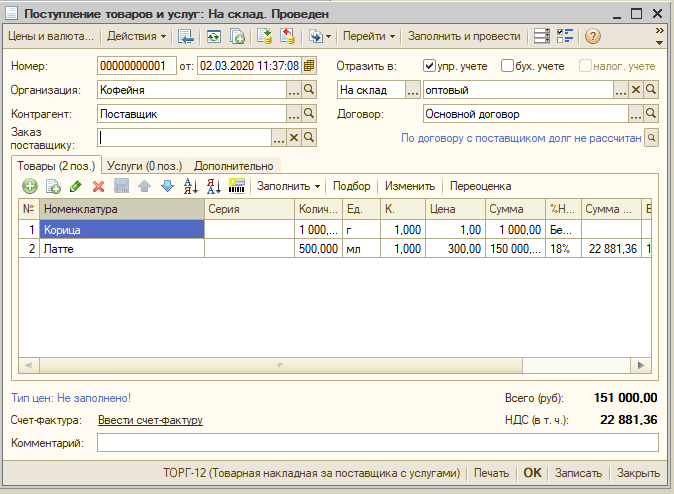 Поступление товаров и услуг: На склад. Проведен
Цены и валюта... Действия Перейти Заполнить и провести
Номер: 00000000001 от: 02.03.2020 11:37:08 Отразить в: упр. учете бух. учете налог. учете
Организация: Кофейня На склад оптовый
Контрагент: Поставщик Договор: Основной договор
Заказ
поставщику: По договору с поставщиком долг не рассчитан
Товары (2 поз.) Услуги (0 поз.) Дополнительно
Заполнить Подбор Изменить Переоценка
№ Номенклатура Серия Колич... Ед. К. Цена Сумма %Н... Сумма ... В
1 Корица 1 000,... г 1,000 1,00 1 000,00 Бе...
2 Латте 500,000 мл 1,000 300,00 150 000,... 18% 22 881,36 1
Тип цен: Не заполнено! Всего (руб): 151 000,00
Счет-фактура: Ввести счет-фактуру НДС (в т. ч.): 22 881,36
Комментарий:
ТОРГ-12 (Товарная накладная за поставщика с услугами) Печать OK Записать Закрыть